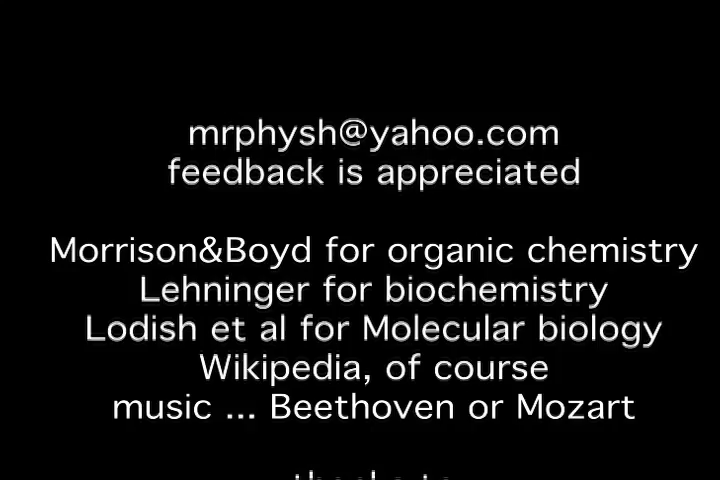 mrphysh@yahoo.com
feedback is appreciated
Morrison&Boyd for organic chemistry
Lehninger for biochemistry
Lodish et al for Molecular biology
Wikipedia, of course
music ... Beethoven or Mozart